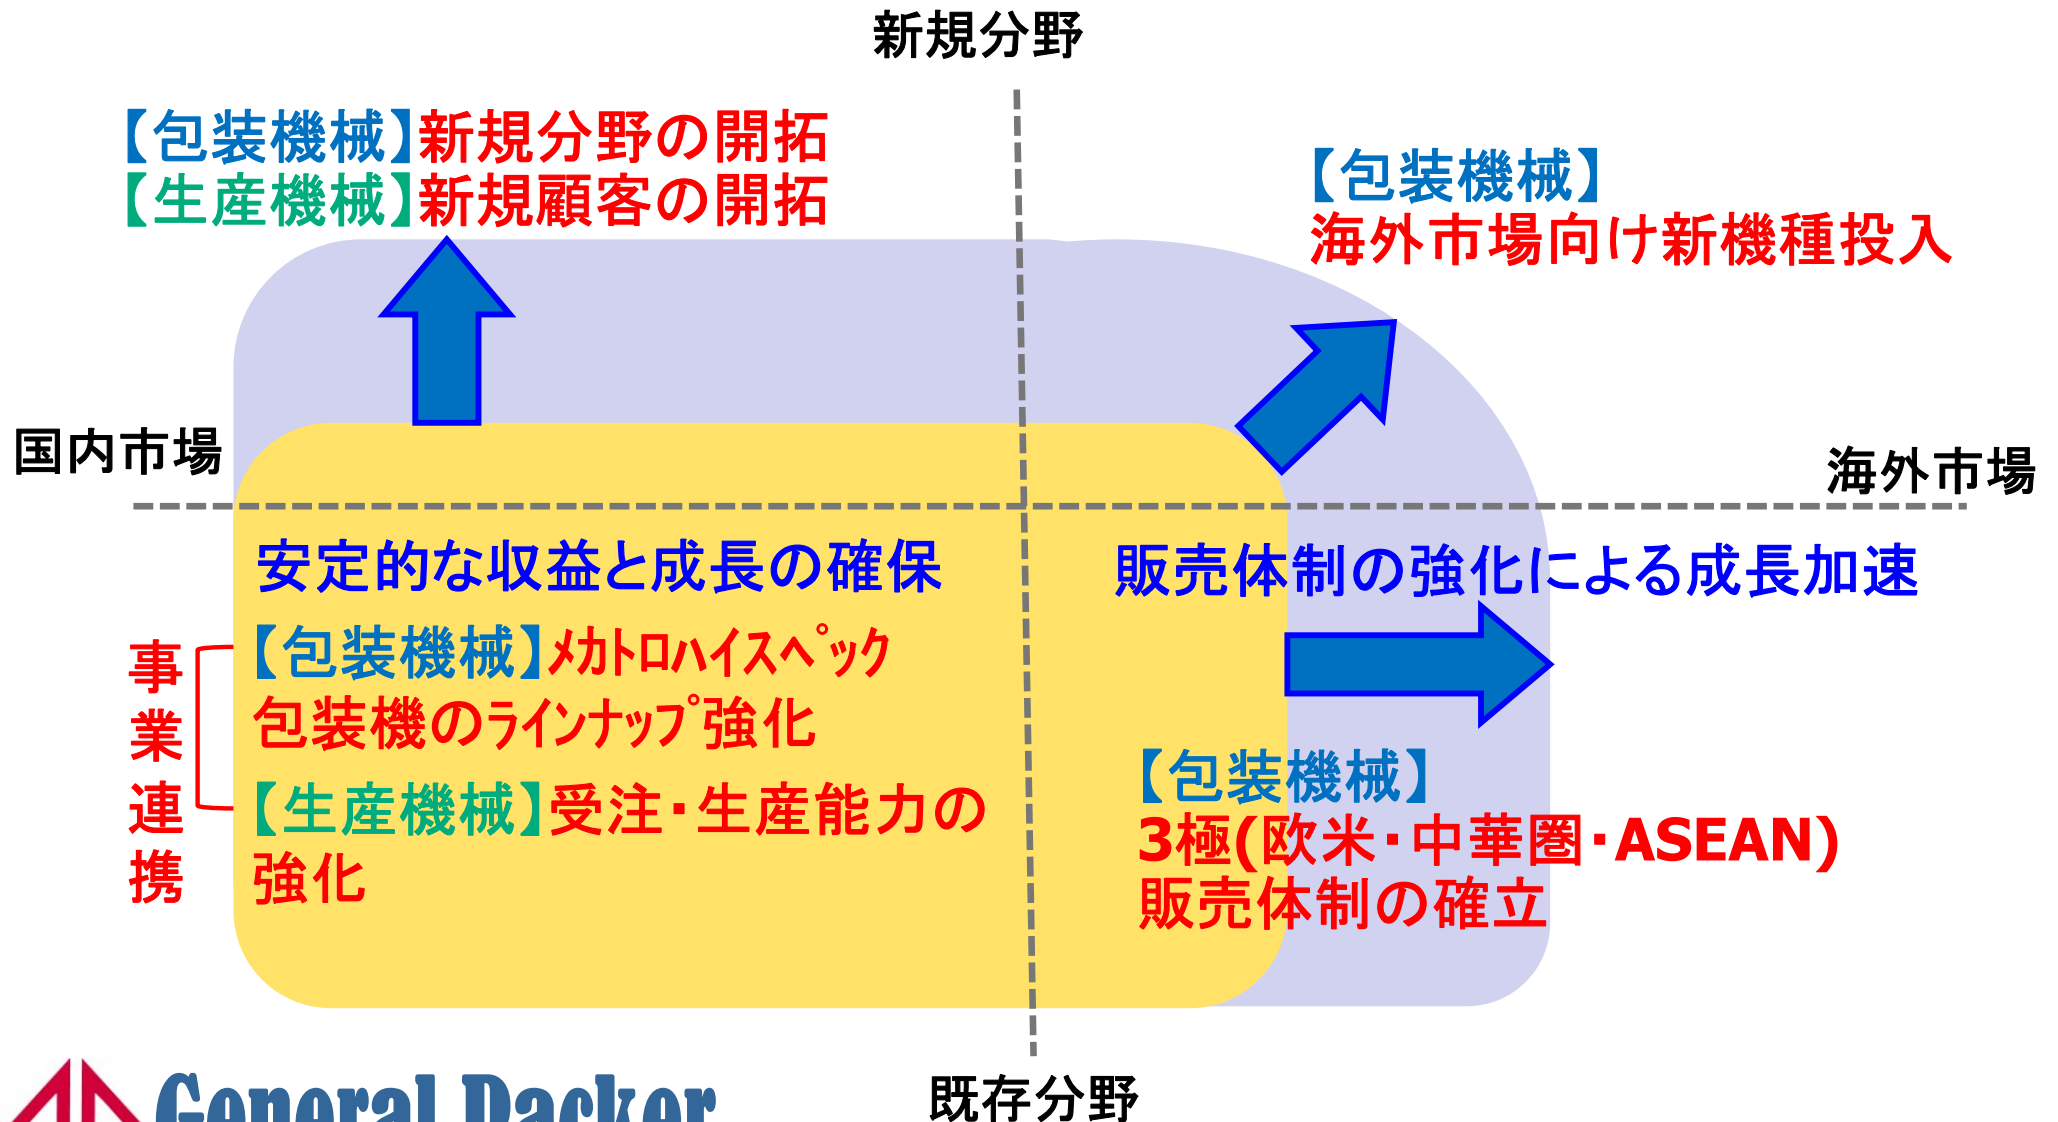 新規分野
【包装機械】新規分野の開拓
【生産機械】新規顧客の開拓
【包装機械】
海外市場向け新機種投入
国内市場
海外市場
安定的な収益と成長の確保
【包装機械】ﾒｶﾄﾛﾊｲｽﾍﾟｯｸ
包装機のﾗｲﾝﾅｯﾌﾟ強化
【生産機械】受注・生産能力の
強化
事業連携
販売体制の強化による成長加速
【包装機械】
3極(欧米・中華圏・ASEAN)
販売体制の確立
既存分野
General Packer